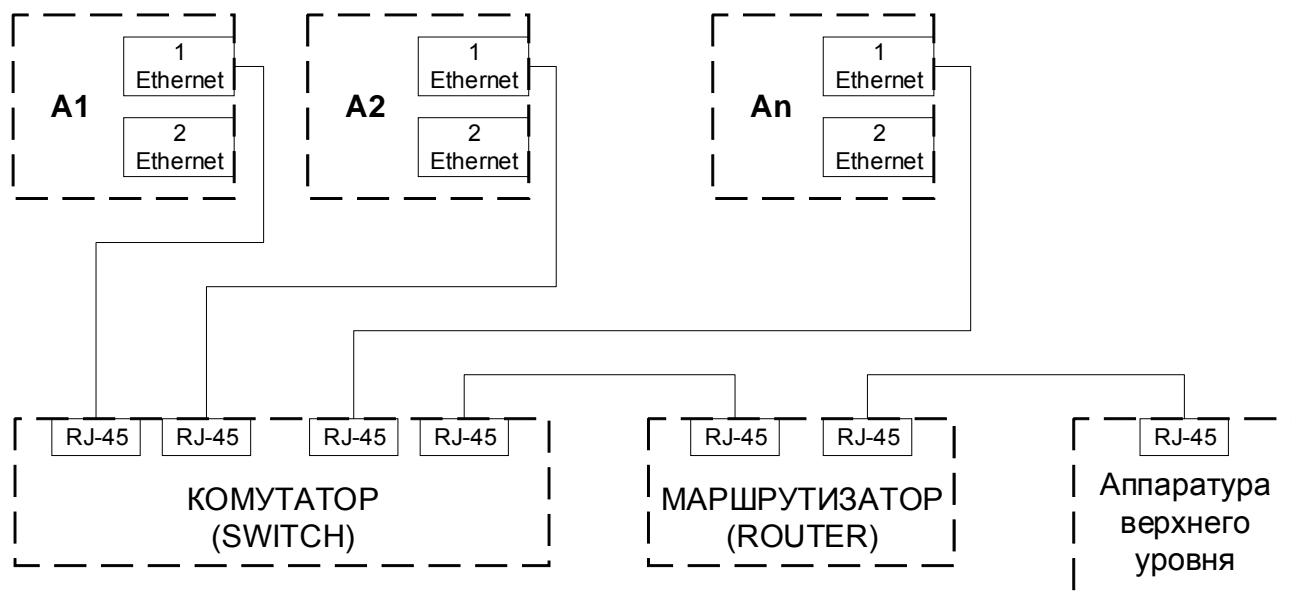 A1
1
Ethernet
2
Ethernet
A2
1
Ethernet
2
Ethernet
An
1
Ethernet
2
Ethernet
RJ-45
RJ-45
RJ-45
RJ-45
КОМУТАТОР
(SWITCH)
RJ-45
RJ-45
МАРШРУТИЗАТОР
(ROUTER)
RJ-45
Аппаратура
верхнего
уровня